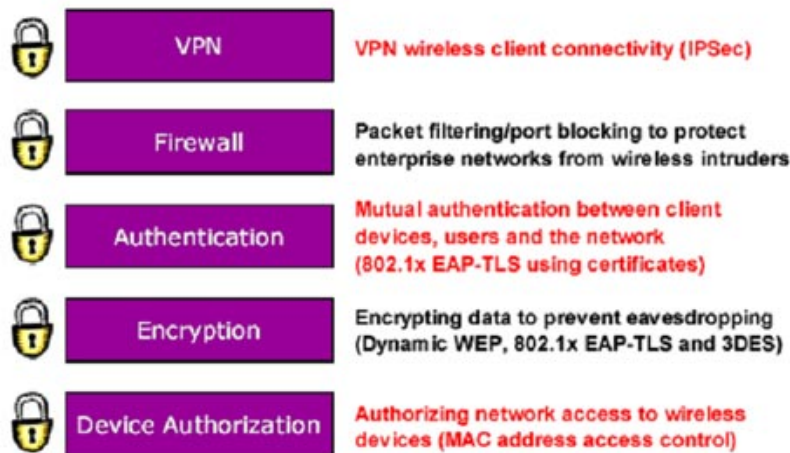 VPN
VPN wireless client connectivity (IPSec)
Firewall
Packet filtering/port blocking to protect
enterprise networks from wireless intruders
Authentication
Mutual authentication between client
devices, users and the network
(802.1x EAP-TLS using certificates)
Encryption
Encrypting data to prevent eavesdropping
(Dynamic WEP, 802.1x EAP-TLS and 3DES)
Device Authorization
Authorizing network access to wireless
devices (MAC address access control)